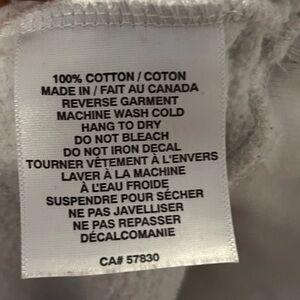 100% COTTON / COTON
MADE IN / FAIT AU CANADA
REVERSE GARMENT
MACHINE WASH COLD
HANG TO DRY
DO NOT BLEACH
DO NOT IRON DECAL
TOURNER VÊTEMENT À L'ENVERS
LAVER À LA MACHINE
À L'EAU FROIDE
SUSPENDRE POUR SÉCHER
NE PAS JAVELLISER
NE PAS REPASSER
DÉCALCOMANIE
CA# 57830